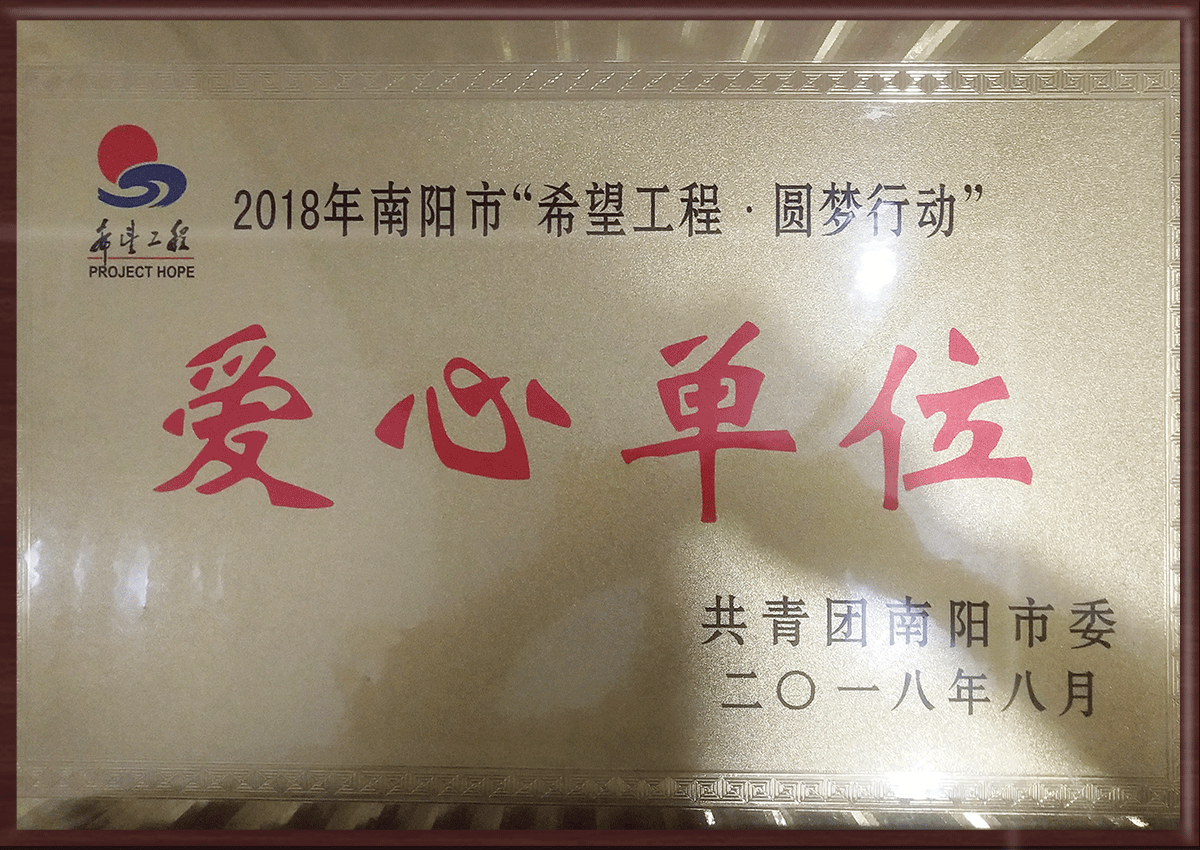 希望工程
PROJECT HOPE
2018年南阳市“希望工程·圆梦行动”
爱心单位
共青团南阳市委
二〇一八年八月